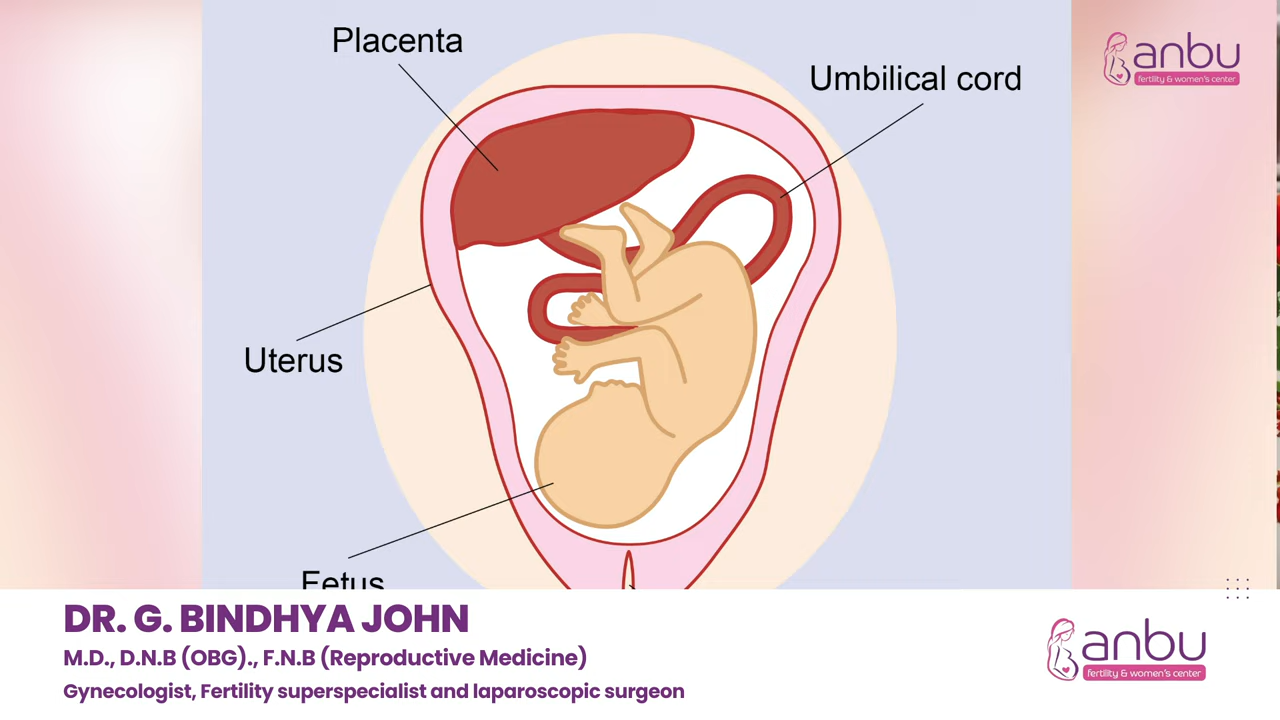 Placenta
anbu
fertility & women's center
Umbilical cord
Uterus
Fetus
DR. G. BINDHYA JOHN
M.D., D.N.B (OBG)., F.N.B (Reproductive Medicine)
Gynecologist, Fertility superspecialist and laparoscopic surgeon
anbu
fertility & women's center